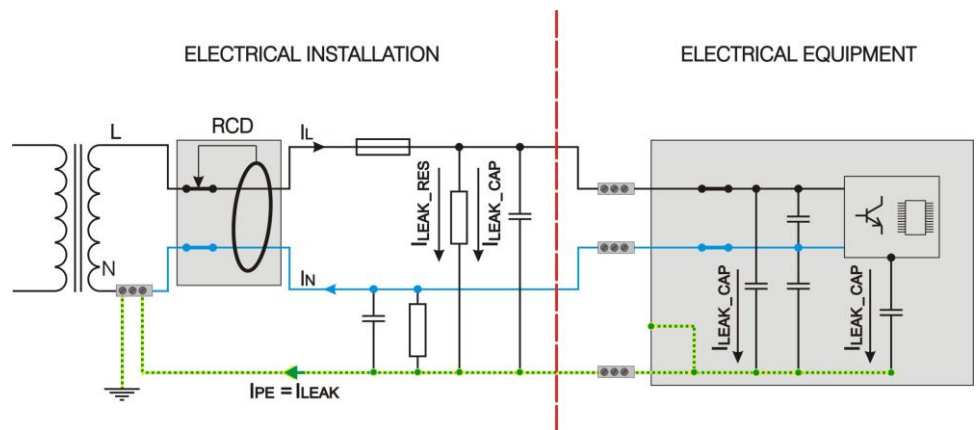 ELECTRICAL INSTALLATION
ELECTRICAL EQUIPMENT
L
RCD
IL
ILEAK_RES
ILEAK_CAP
N
IN
ILEAK_CAP
ILEAK_CAP
IPE = ILEAK